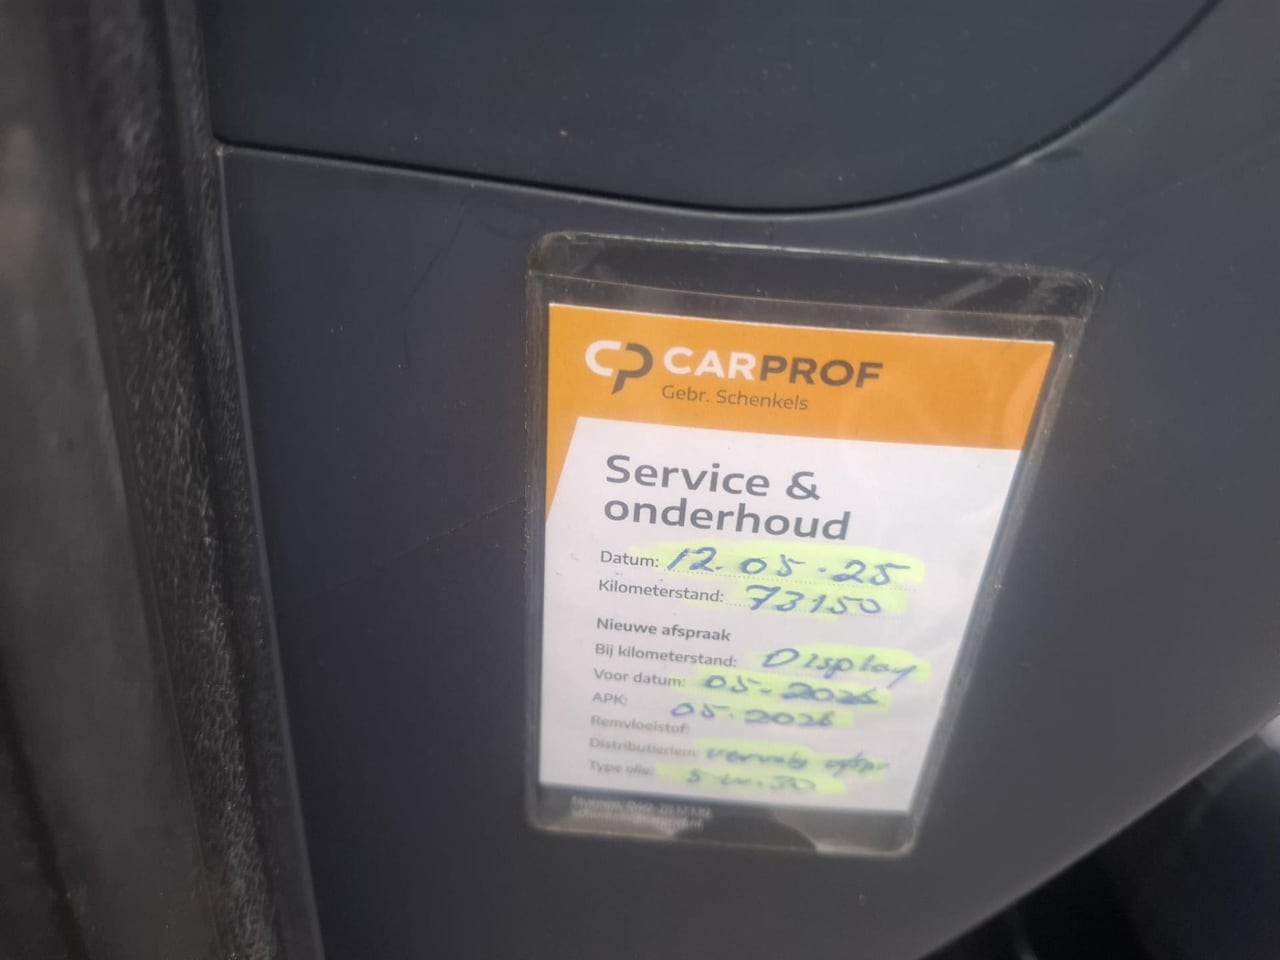 CP CARPROF
Gebr. Schenkels
Service &
onderhoud
Datum: 12.05.25
Kilometerstand: 73150
Nieuwe afspraak
Bij kilometerstand: Display
Voor datum: 05.2026
APK: 05.2026
Remvloeistof:
Distributieriem:
Type olie: 5W30